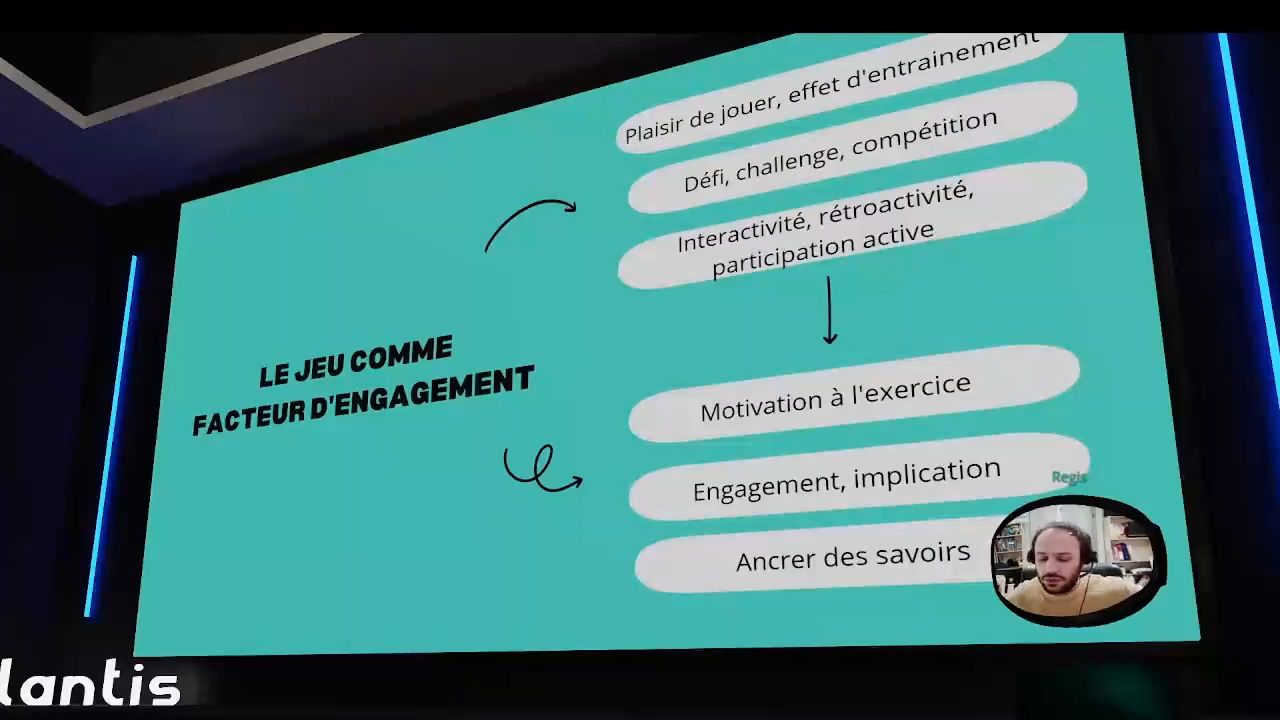 Plaisir de jouer, effet d'entrainement
Défi, challenge, compétition
Interactivité, rétroactivité,
participation active
LE JEU COMME
FACTEUR D'ENGAGEMENT
Motivation à l'exercice
Engagement, implication
Ancrer des savoirs
Regis
lantis